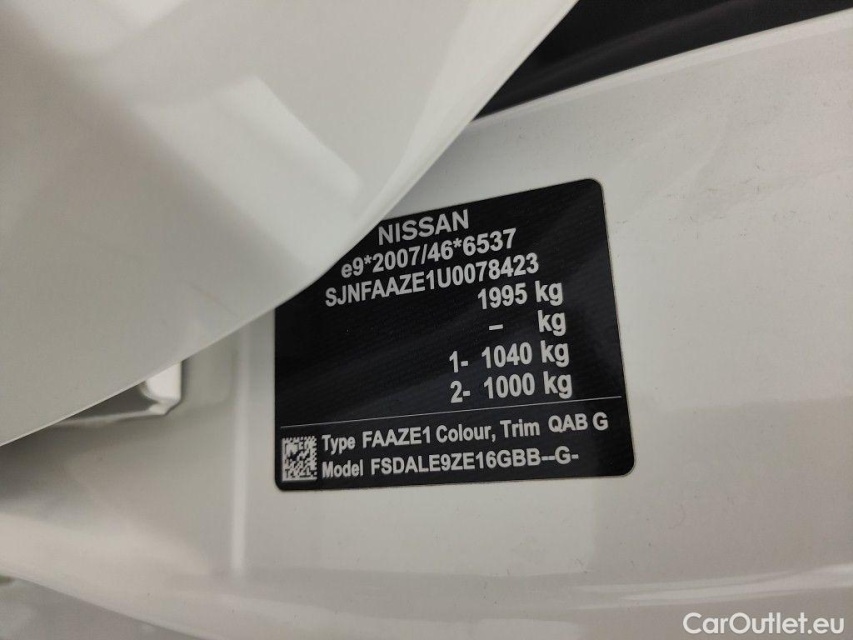 NISSAN
e9*2007/46*6537
SJNFAAZE1U0078423
1995 kg
– kg
1- 1040 kg
2- 1000 kg
Type FAAZE1 Colour, Trim QAB G
Model FSDALE9ZE16GBB--G-
CarOutlet.eu